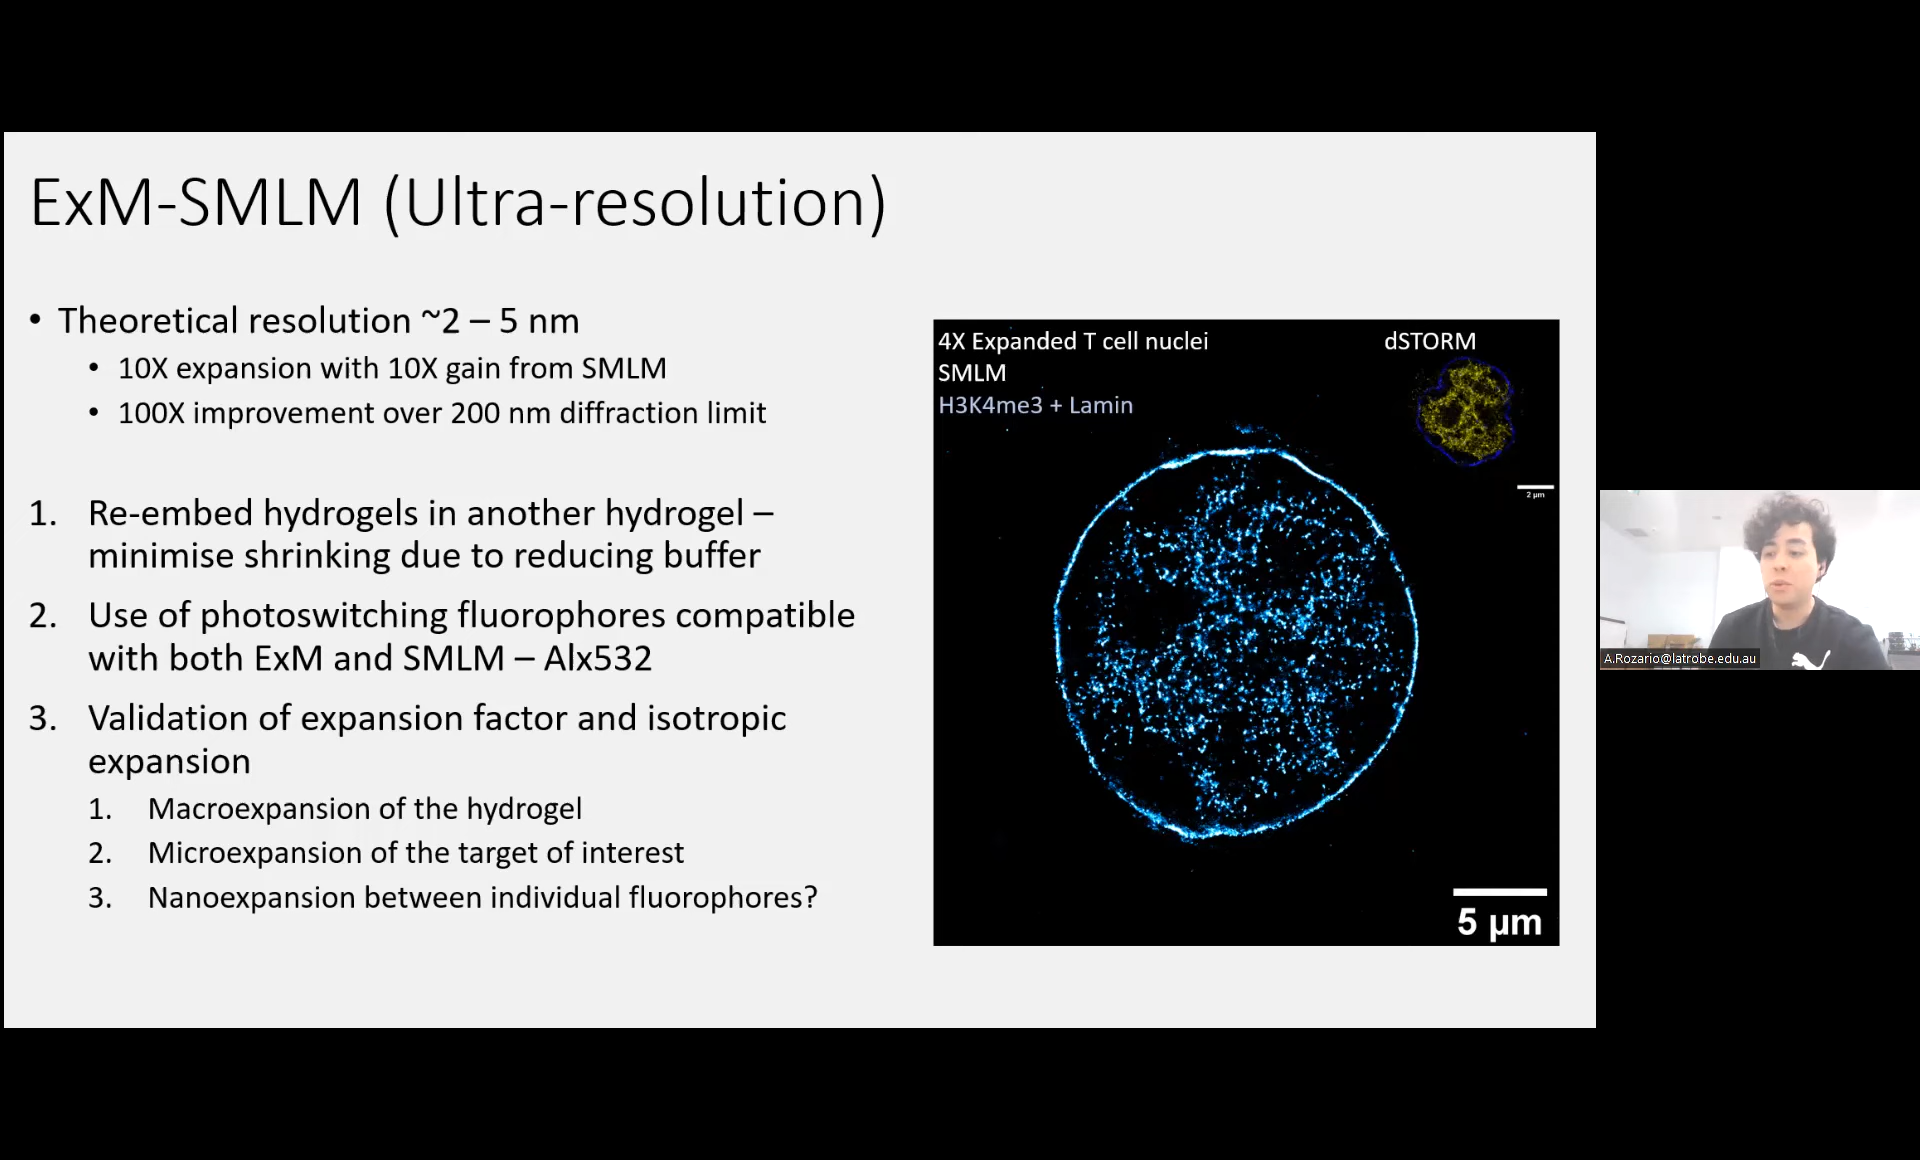 ExM-SMLM (Ultra-resolution)
• Theoretical resolution ~2 – 5 nm
• 10X expansion with 10X gain from SMLM
• 100X improvement over 200 nm diffraction limit
1. Re-embed hydrogels in another hydrogel –
minimise shrinking due to reducing buffer
2. Use of photoswitching fluorophores compatible
with both ExM and SMLM – Alx532
3. Validation of expansion factor and isotropic
expansion
1. Macroexpansion of the hydrogel
2. Microexpansion of the target of interest
3. Nanoexpansion between individual fluorophores?
4X Expanded T cell nuclei
SMLM
H3K4me3 + Lamin
dSTORM
2 µm
5 µm
A.Rozario@latrobe.edu.au